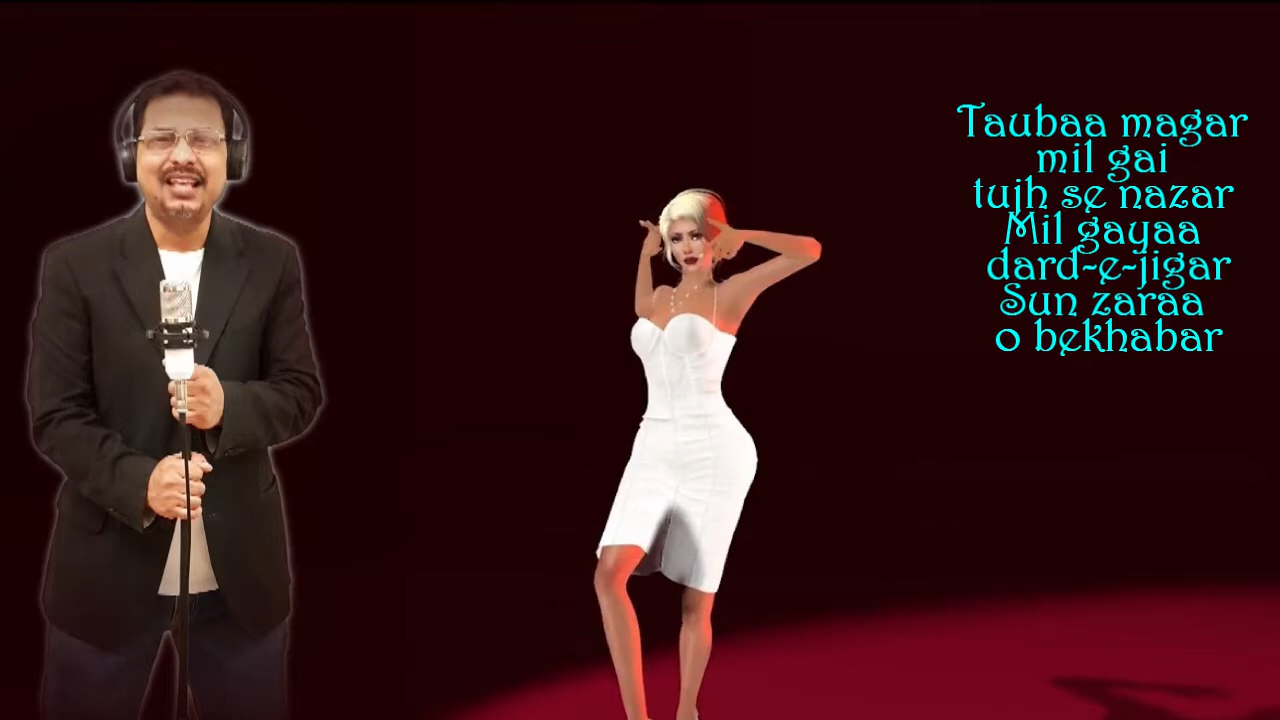 Taubaa magar
mil gai
tujh se nazar
Mil gayaa
dard-e-jigar
Sun zaraa
o bekhabar